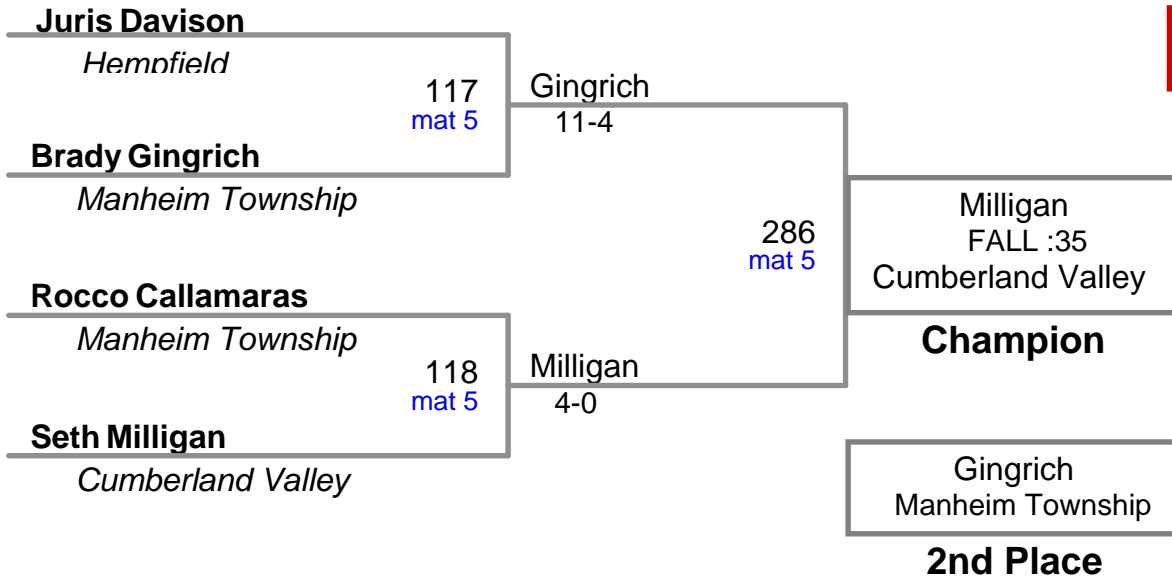 Juris Davison
Hempfield
117
mat 5
Gingrich
11-4
Brady Gingrich
Manheim Township
286
mat 5
Milligan
FALL :35
Cumberland Valley
Champion
Rocco Callamaras
Manheim Township
118
mat 5
Milligan
4-0
Seth Milligan
Cumberland Valley
Gingrich
Manheim Township
2nd Place